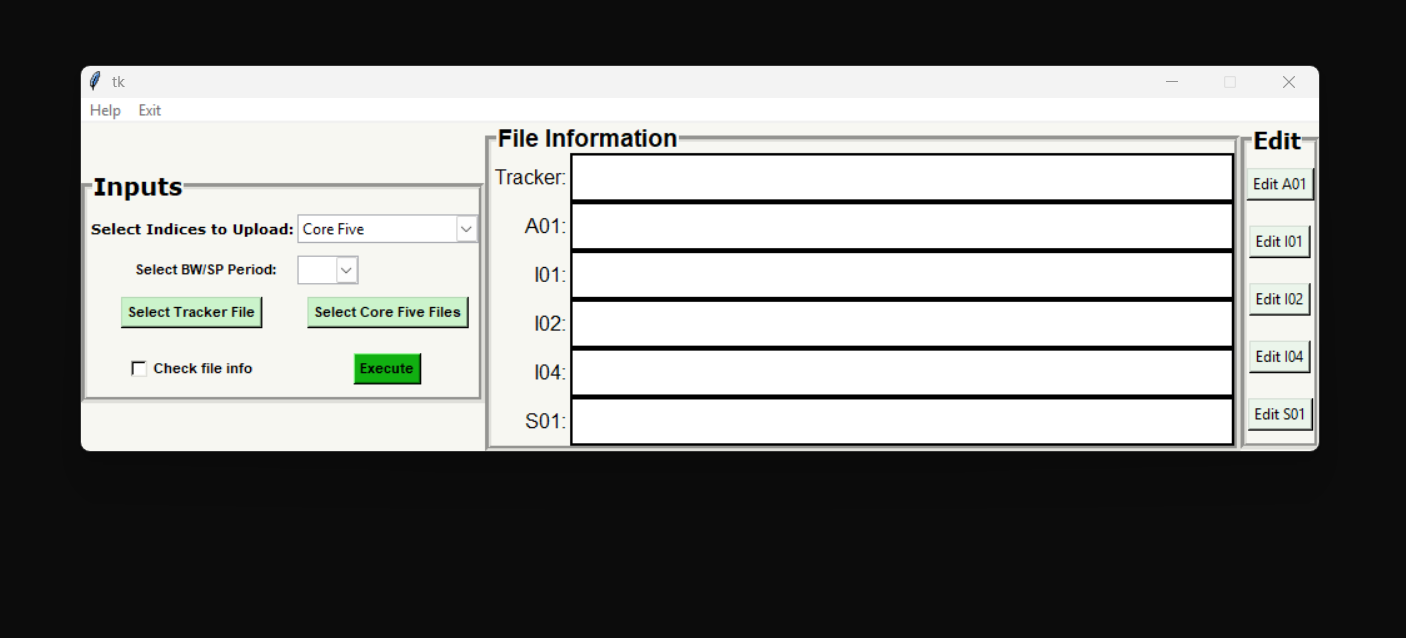 tk
Help Exit
Inputs
Select Indices to Upload: Core Five
Select BW/SP Period:
Select Tracker File Select Core Five Files
Check file info Execute
File Information
Tracker:
A01:
I01:
I02:
I04:
S01:
Edit
Edit A01
Edit I01
Edit I02
Edit I04
Edit S01